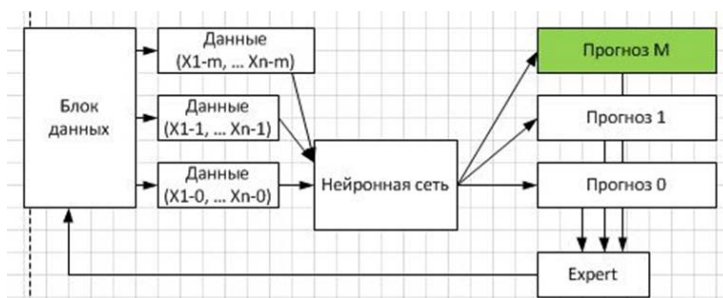 Блок
данных
Данные
(X1-m, ... Xn-m)
Данные
(X1-1, ... Xn-1)
Данные
(X1-0, ... Xn-0)
Нейронная сеть
Прогноз M
Прогноз 1
Прогноз 0
Expert